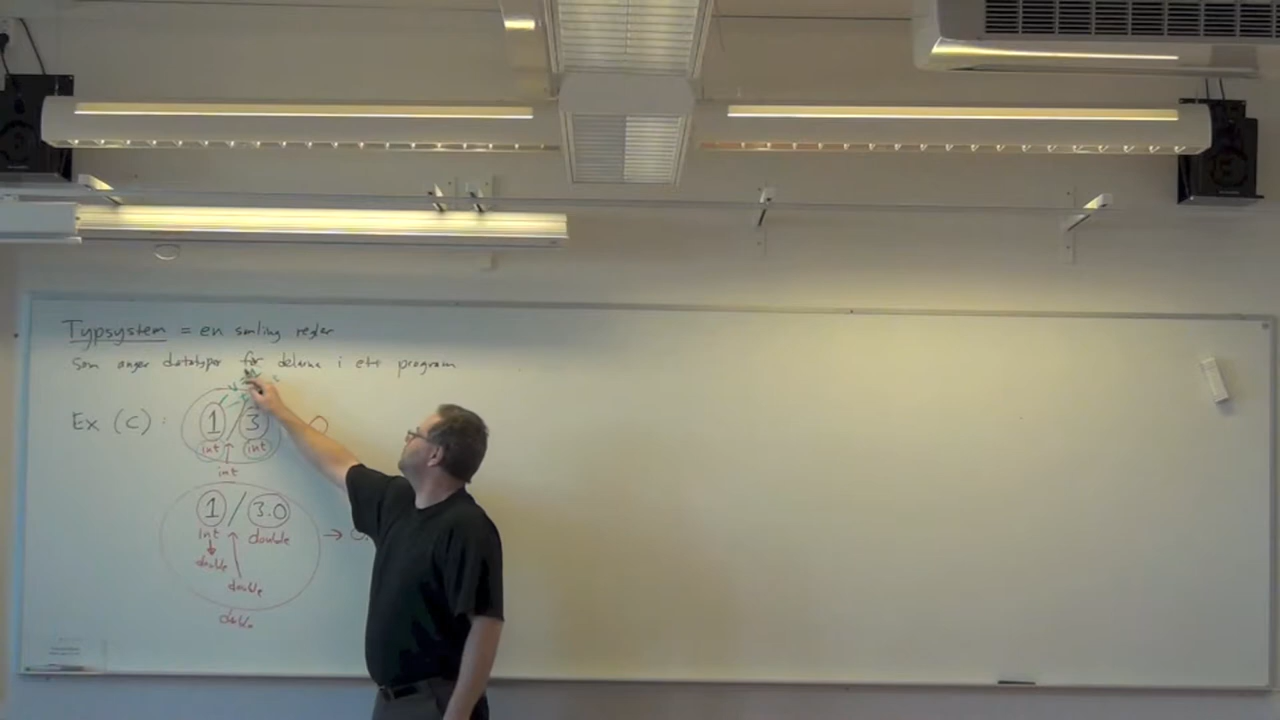 Typsystem = en samling regler
som anger datatyper för delarna i ett program
Ex (C) : 1 / 3
int int
int
1 / 3.0
int double
double
double
double